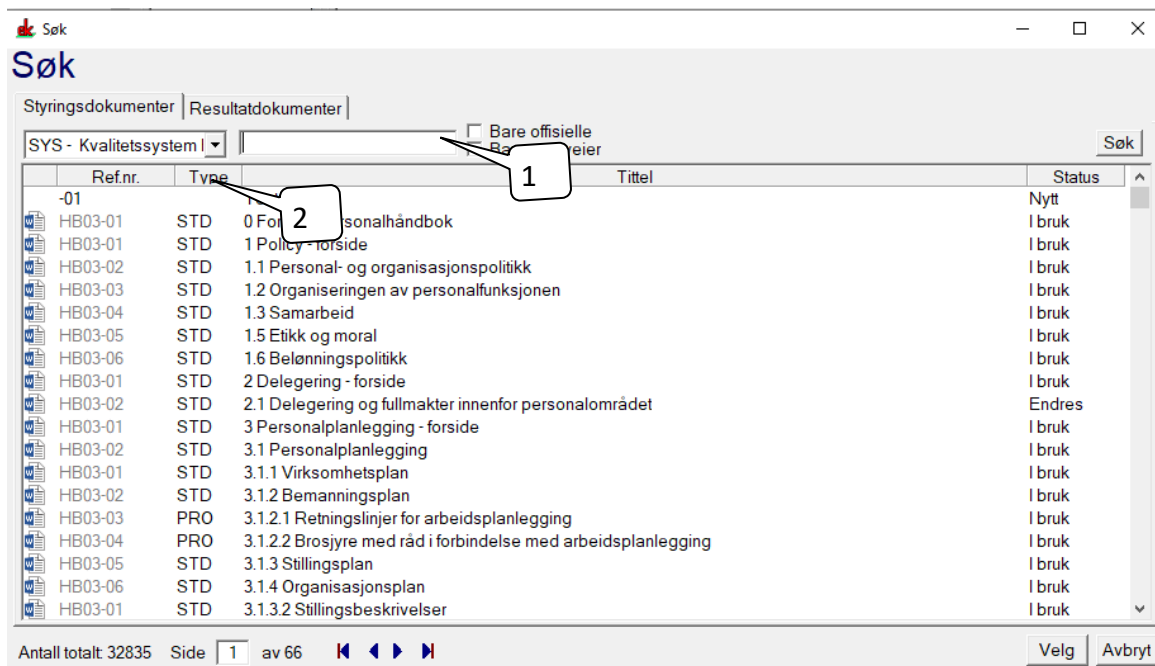 ek Søk
Søk
Styringsdokumenter Resultatdokumenter
SYS - Kvalitetssystem Bare offisielle
Søk
Ba eier
1
Ref.nr. Type Tittel Status
2
-01 Nytt
HB03-01 STD 0 For sonalhåndbok I bruk
HB03-01 STD 1 Policy - forside I bruk
HB03-02 STD 1.1 Personal- og organisasjonspolitikk I bruk
HB03-03 STD 1.2 Organiseringen av personalfunksjonen I bruk
HB03-04 STD 1.3 Samarbeid I bruk
HB03-05 STD 1.5 Etikk og moral I bruk
HB03-06 STD 1.6 Belønningspolitikk I bruk
HB03-01 STD 2 Delegering - forside I bruk
HB03-02 STD 2.1 Delegering og fullmakter innenfor personalområdet Endres
HB03-01 STD 3 Personalplanlegging - forside I bruk
HB03-02 STD 3.1 Personalplanlegging I bruk
HB03-01 STD 3.1.1 Virksomhetsplan I bruk
HB03-02 STD 3.1.2 Bemanningsplan I bruk
HB03-03 PRO 3.1.2.1 Retningslinjer for arbeidsplanlegging I bruk
HB03-04 PRO 3.1.2.2 Brosjyre med råd i forbindelse med arbeidsplanlegging I bruk
HB03-05 STD 3.1.3 Stillingsplan I bruk
HB03-06 STD 3.1.4 Organisasjonsplan I bruk
HB03-01 STD 3.1.3.2 Stillingsbeskrivelser I bruk
Antall totalt: 32835 Side 1 av 66 Velg Avbryt